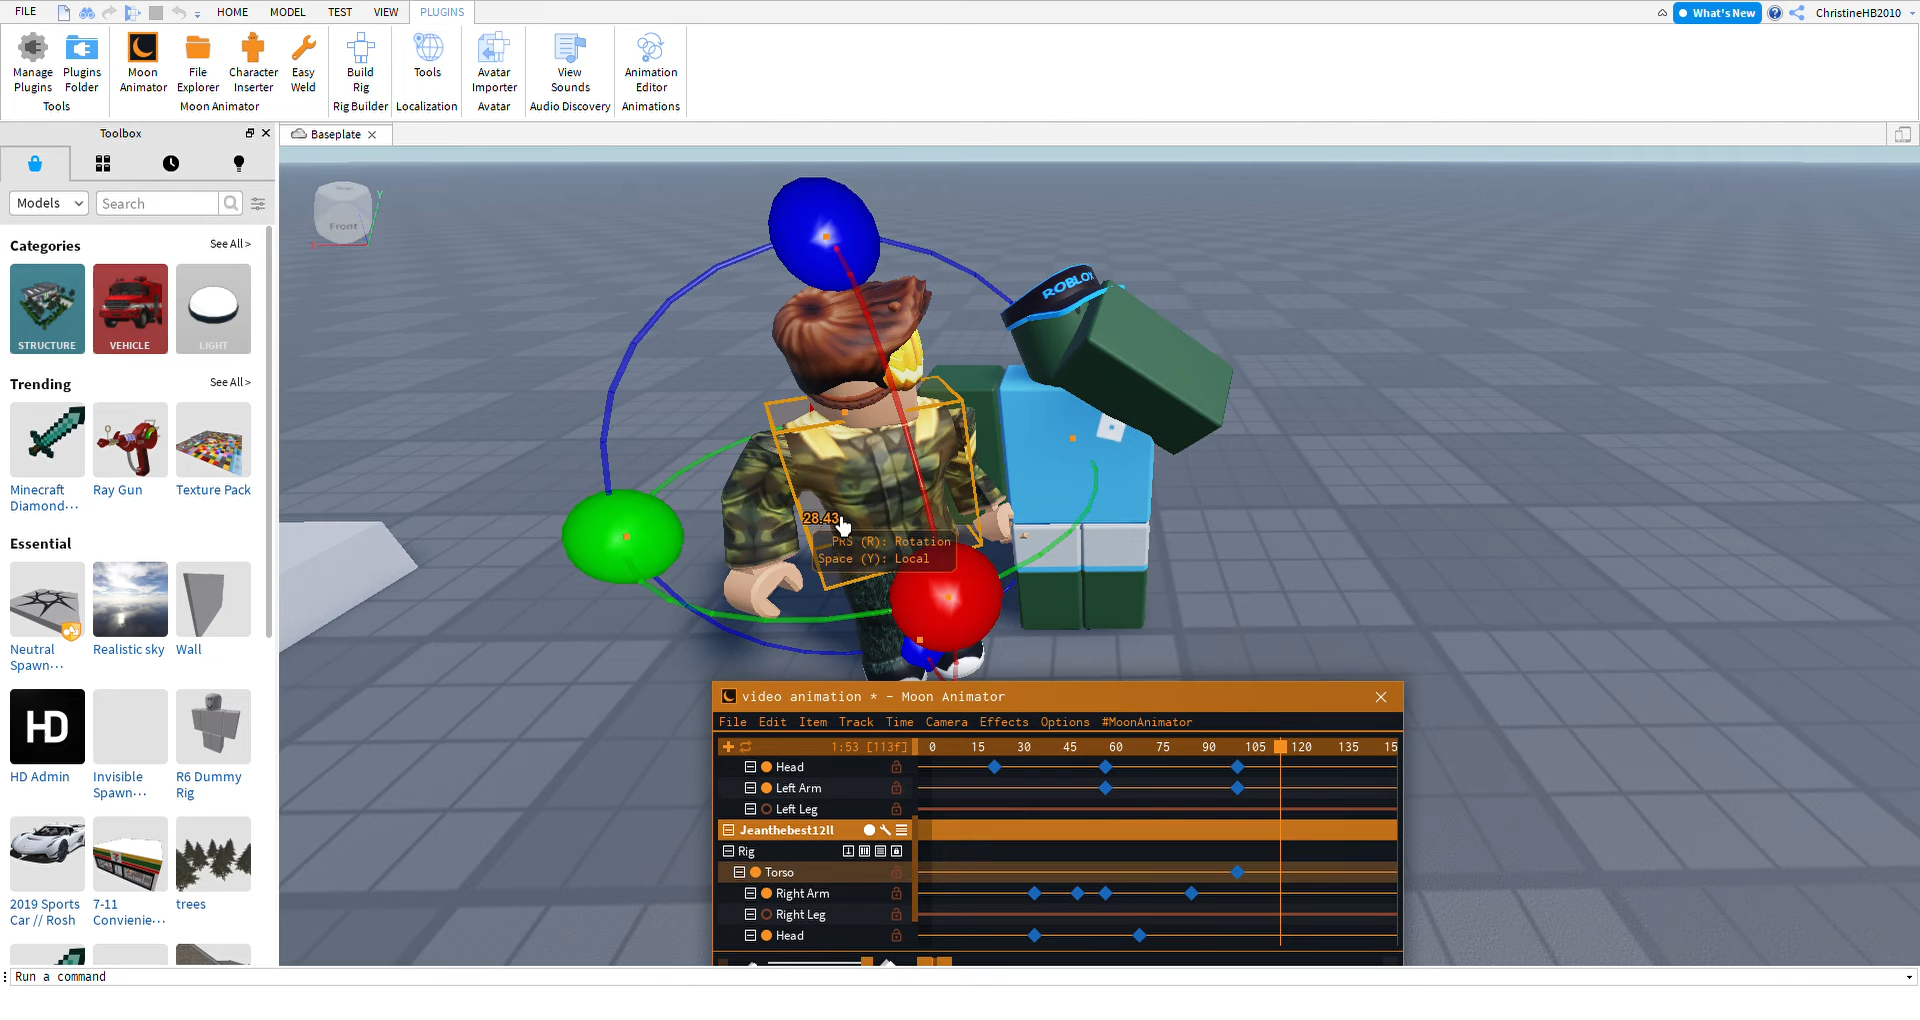 FILE HOME MODEL TEST VIEW PLUGINS What's New ChristineHB2010
Manage Plugins
Plugins Folder
Tools
Moon Animator
File Explorer
Character Inserter
Easy Weld
Moon Animator
Build Rig
Rig Builder
Tools
Localization
Avatar Importer
Avatar
View Sounds
Audio Discovery
Animation Editor
Animations
Toolbox
Baseplate
Models Search
Categories See All >
STRUCTURE VEHICLE LIGHT
Trending See All >
Minecraft Diamond...
Ray Gun
Texture Pack
Essential
Neutral Spawn...
Realistic sky
Wall
HD
HD Admin
Invisible Spawn...
R6 Dummy Rig
2019 Sports Car // Rosh
7-11 Convienie...
trees
Front
Y
ROBLOX
28.43
PRS (R): Rotation
Space (Y): Local
video animation * - Moon Animator
File Edit Item Track Time Camera Effects Options #MoonAnimator
1:53 [113f] 0 15 30 45 60 75 90 105 120 135 15
Head
Left Arm
Left Leg
Jeanthebest12ll
Rig
Torso
Right Arm
Right Leg
Head
Run a command